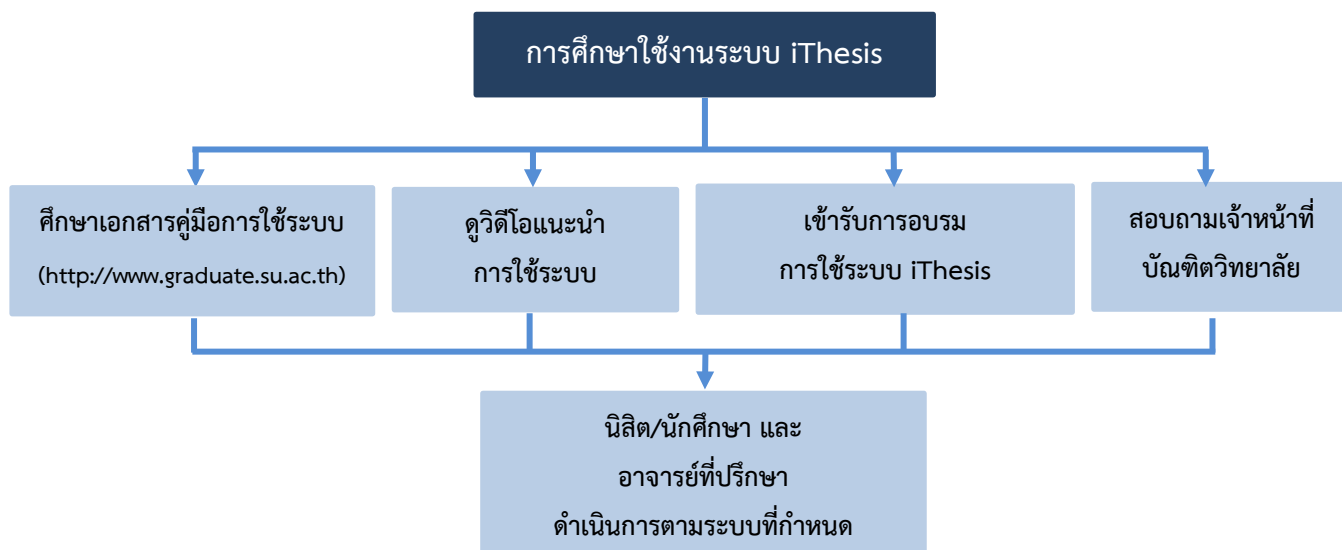 การศึกษาใช้งานระบบ iThesis
ศึกษาเอกสารคู่มือการใช้ระบบ
(http://www.graduate.su.ac.th)
ดูวิดีโอแนะนำ
การใช้ระบบ
เข้ารับการอบรม
การใช้ระบบ iThesis
สอบถามเจ้าหน้าที่
บัณฑิตวิทยาลัย
นิสิต/นักศึกษา และ
อาจารย์ที่ปรึกษา
ดำเนินการตามระบบที่กำหนด